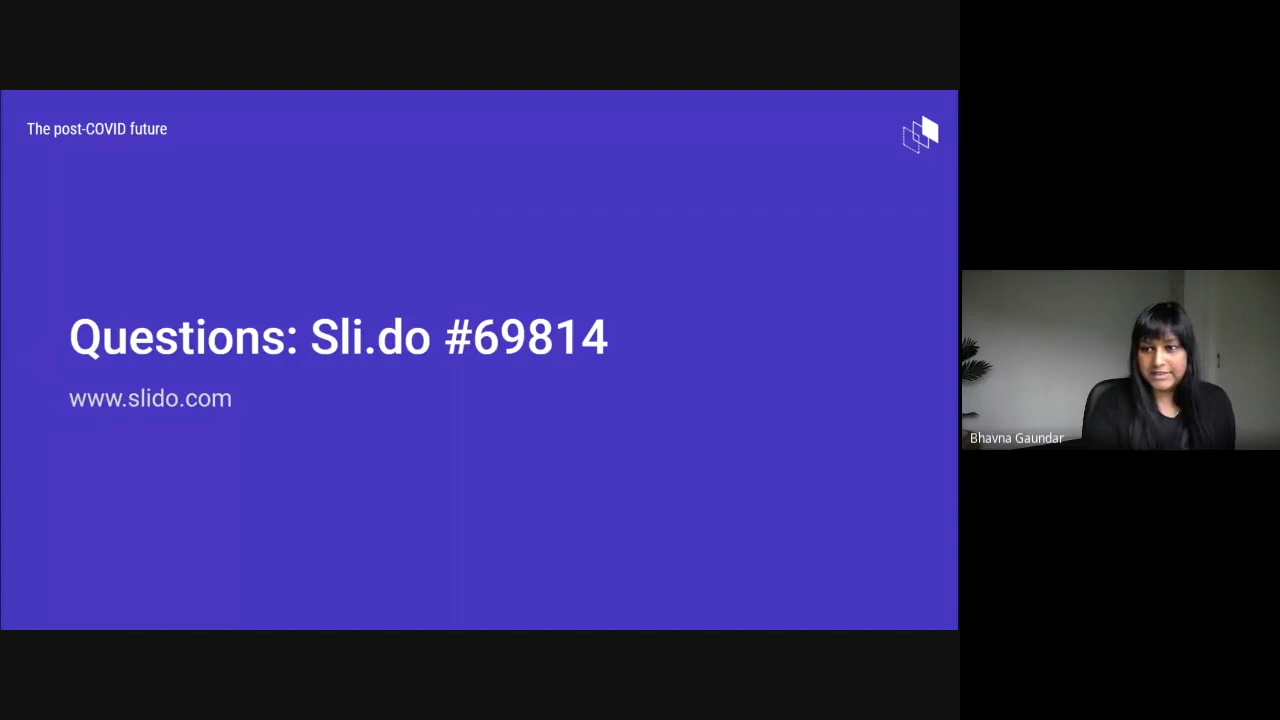 The post-COVID future
Questions: Sli.do #69814
www.slido.com
Bhavna Gaundar